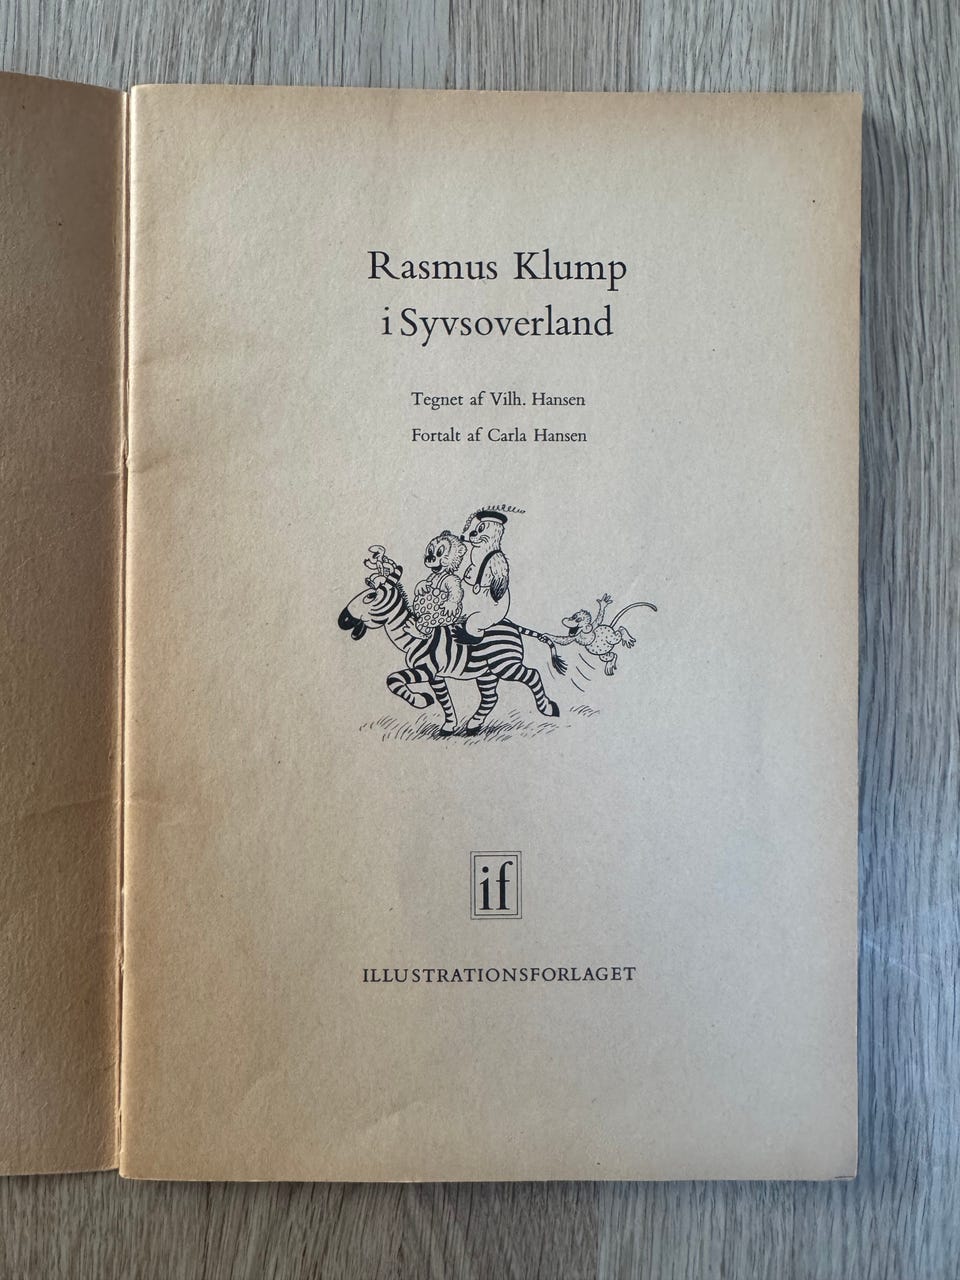 Rasmus Klump
i Syvsoverland
Tegnet af Vilh. Hansen
Fortalt af Carla Hansen
if
ILLUSTRATIONSFORLAGET